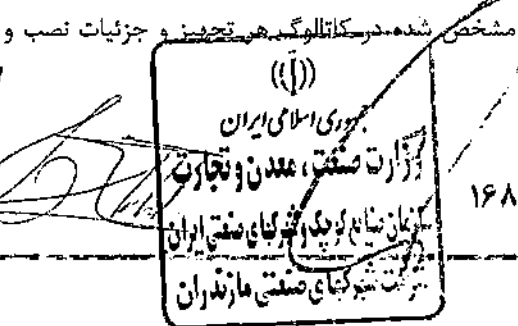 مشخص شده در کاتالوگ هر تجهیز و جزئیات نصب و
جمهوری اسلامی ایران
وزارت صنعت، معدن و تجارت
۱۶۸
سازمان صنایع کوچک و شهرکهای صنعتی ایران
شرکت شهرکهای صنعتی مازندران